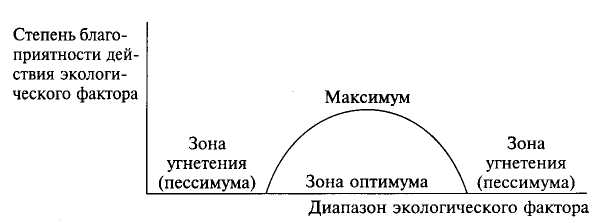 Степень благо-
приятности дей-
ствия экологи-
ческого фактора
Максимум
Зона
угнетения
(пессимума)
Зона оптимума
Зона
угнетения
(пессимума)
Диапазон экологического фактора